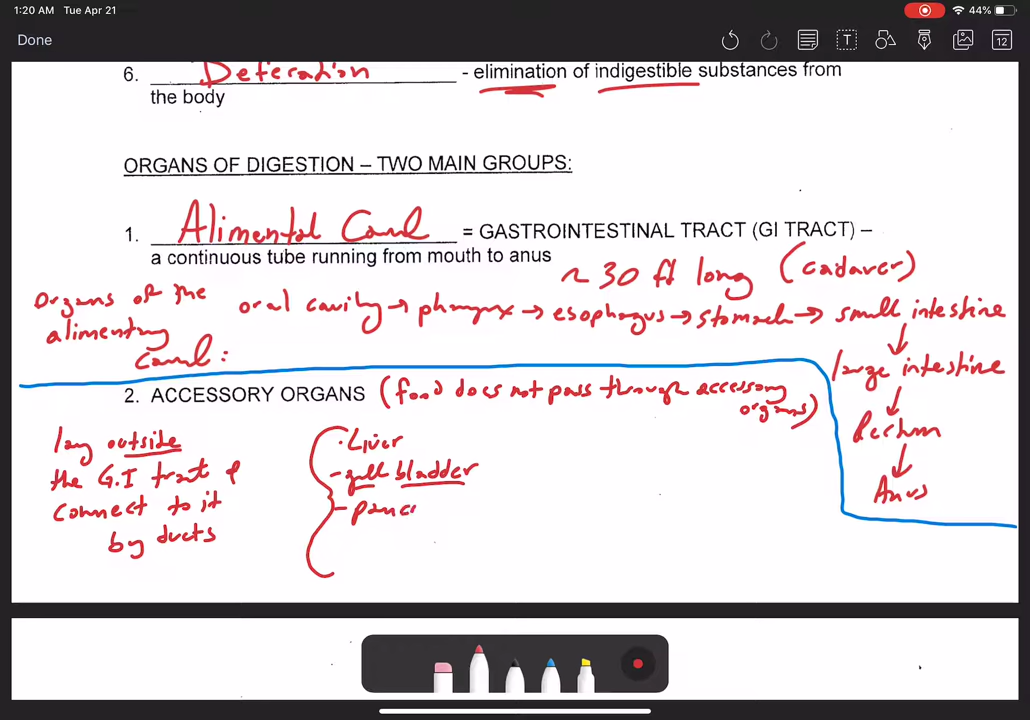 1:20 AM Tue Apr 21
44%
Done
T
12
6. Defecation - elimination of indigestible substances from
the body
ORGANS OF DIGESTION – TWO MAIN GROUPS:
1. Alimental Canal = GASTROINTESTINAL TRACT (GI TRACT) –
a continuous tube running from mouth to anus
~ 30 ft long (cadaver)
Organs of the
alimentary
Canal:
oral cavity → pharynx → esophagus → stomach → small intestine
↓
large intestine
↓
Rectum
↓
Anus
2. ACCESSORY ORGANS (food does not pass through accessory
organs)
lay outside
the G.I tract &
connect to it
by ducts
· Liver
- gall bladder
- panc